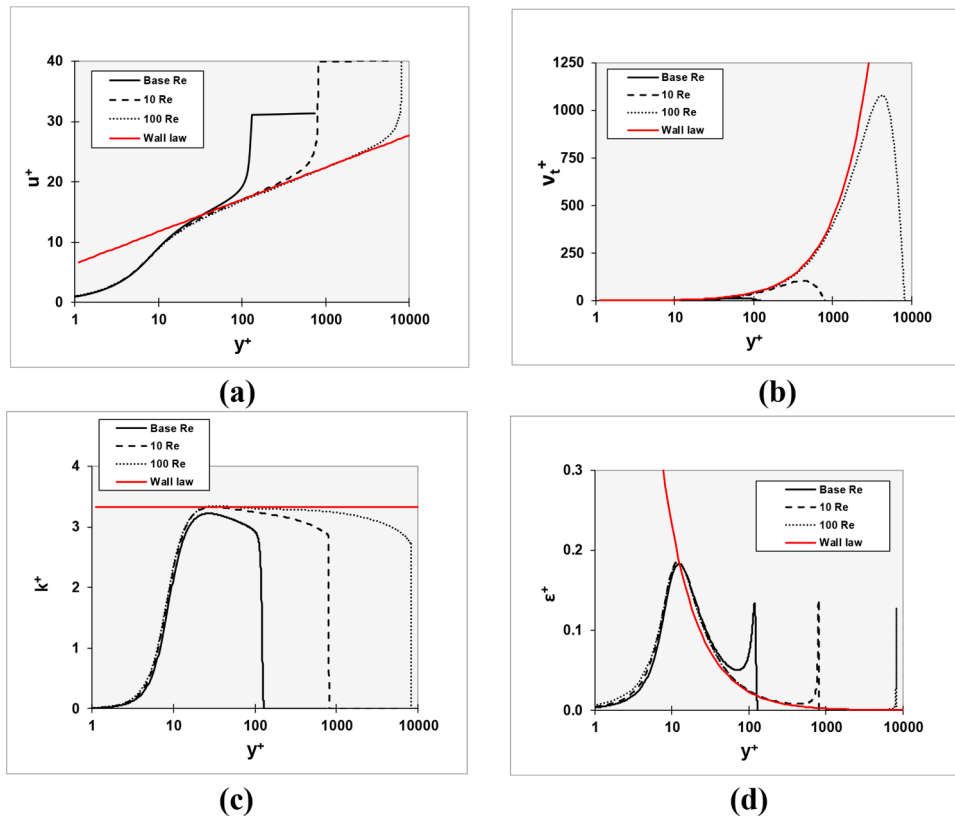 40
30
20
10
0
u+
Base Re
10 Re
100 Re
Wall law
1
10
100
1000
10000
y+
(a)
1250
1000
750
500
250
0
νt+
Base Re
10 Re
100 Re
Wall law
1
10
100
1000
10000
y+
(b)
Base Re
10 Re
100 Re
Wall law
4
3
2
1
0
k+
1
10
100
1000
10000
y+
(c)
0.3
0.2
0.1
0.0
ε+
Base Re
10 Re
100 Re
Wall law
1
10
100
1000
10000
y+
(d)